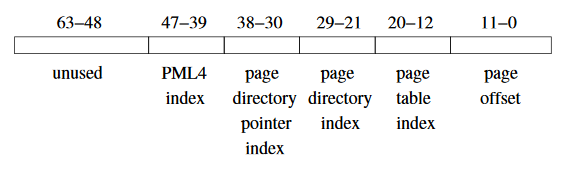 63–48 47–39 38–30 29–21 20–12 11–0
unused PML4 page page page page
index directory directory table offset
pointer index index
index